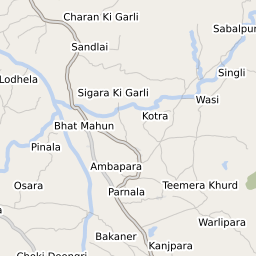 Charan Ki Garli
Sabalpur
Sandlai
Singli
Lodhela
Sigara Ki Garli
Wasi
Kotra
Bhat Mahun
Pinala
Ambapara
Osara
Parnala
Teemera Khurd
Warlipara
Bakaner
Kanjpara